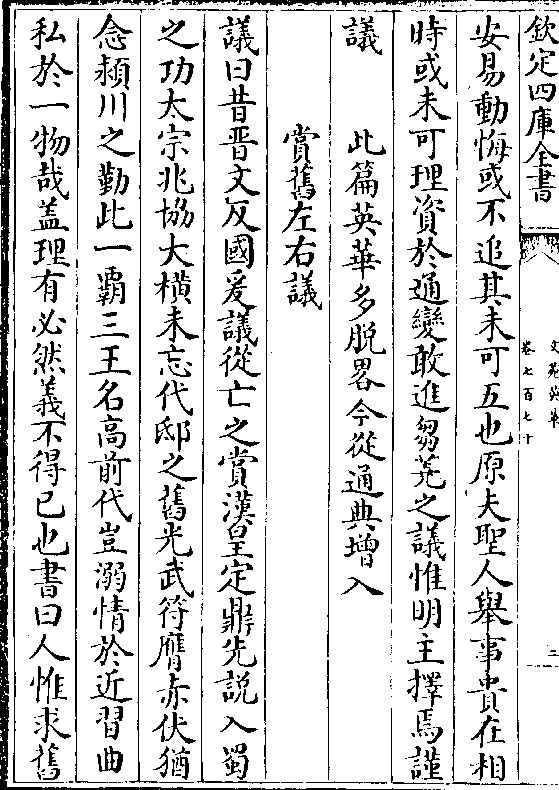 欽定四庫全書
文苑英華
卷七百七十
三
安易動悔或不追其未可五也原夫聖人舉事貴在相
時或未可理資於通變敢進芻蕘之議惟明主擇焉謹
議　此篇英華多脱畧今從通典增入
賞舊左右議
議曰昔晋文反國爰議從亡之賞漢皇定鼎先説入蜀
之功太宗兆協大横未忘代邸之舊光武符膺赤伏猶
念潁川之勤此一霸三王名高前代豈溺情於近習曲
私於一物哉盖理有必然義不得已也書曰人惟求舊